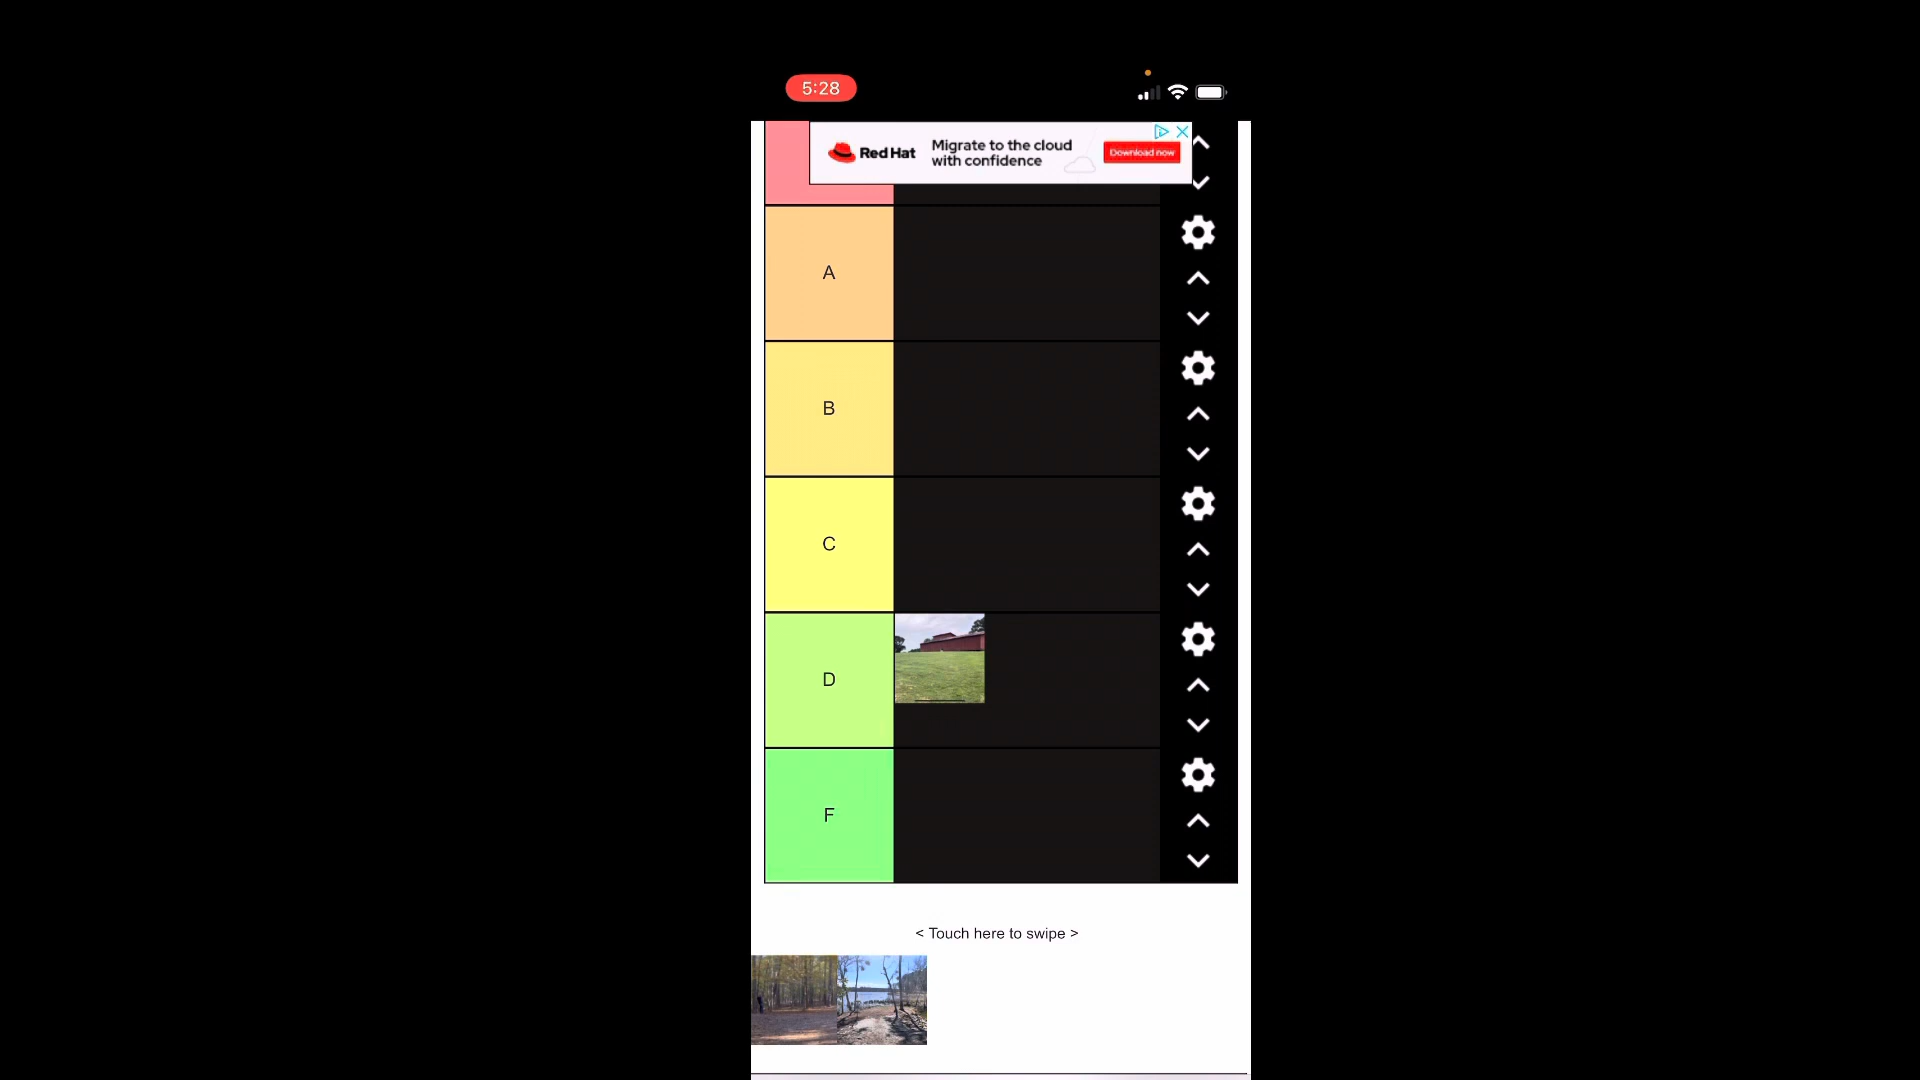 5:28
Red Hat
Migrate to the cloud
with confidence
Download now
A
B
C
D
F
< Touch here to swipe >